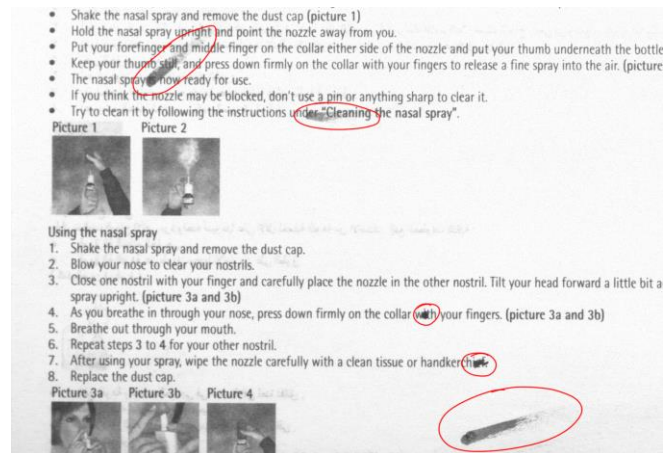 • Shake the nasal spray and remove the dust cap (picture 1)
• Hold the nasal spray upright and point the nozzle away from you.
• Put your forefinger and middle finger on the collar either side of the nozzle and put your thumb underneath the bottle
• Keep your thumb still, and press down firmly on the collar with your fingers to release a fine spray into the air. (picture
• The nasal spray is now ready for use.
• If you think the nozzle may be blocked, don't use a pin or anything sharp to clear it.
• Try to clean it by following the instructions under "Cleaning the nasal spray".
Picture 1 Picture 2
Using the nasal spray
1. Shake the nasal spray and remove the dust cap.
2. Blow your nose to clear your nostrils.
3. Close one nostril with your finger and carefully place the nozzle in the other nostril. Tilt your head forward a little bit a
spray upright. (picture 3a and 3b)
4. As you breathe in through your nose, press down firmly on the collar with your fingers. (picture 3a and 3b)
5. Breathe out through your mouth.
6. Repeat steps 3 to 4 for your other nostril.
7. After using your spray, wipe the nozzle carefully with a clean tissue or
8. Replace the dust cap.
Picture 3a Picture 3b Picture 4